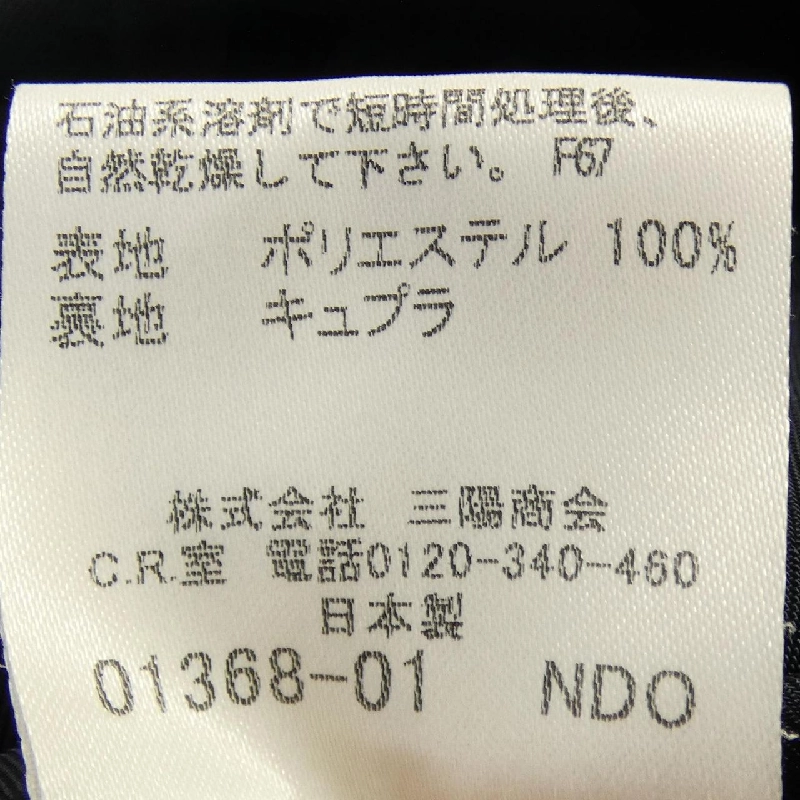 石油系溶剤で短時間処理後、
自然乾燥して下さい。 F67
表地 ポリエステル 100%
裏地 キュプラ
株式会社 三陽商会
C.R.室 電話0120-340-460
日本製
01368-01 NDO